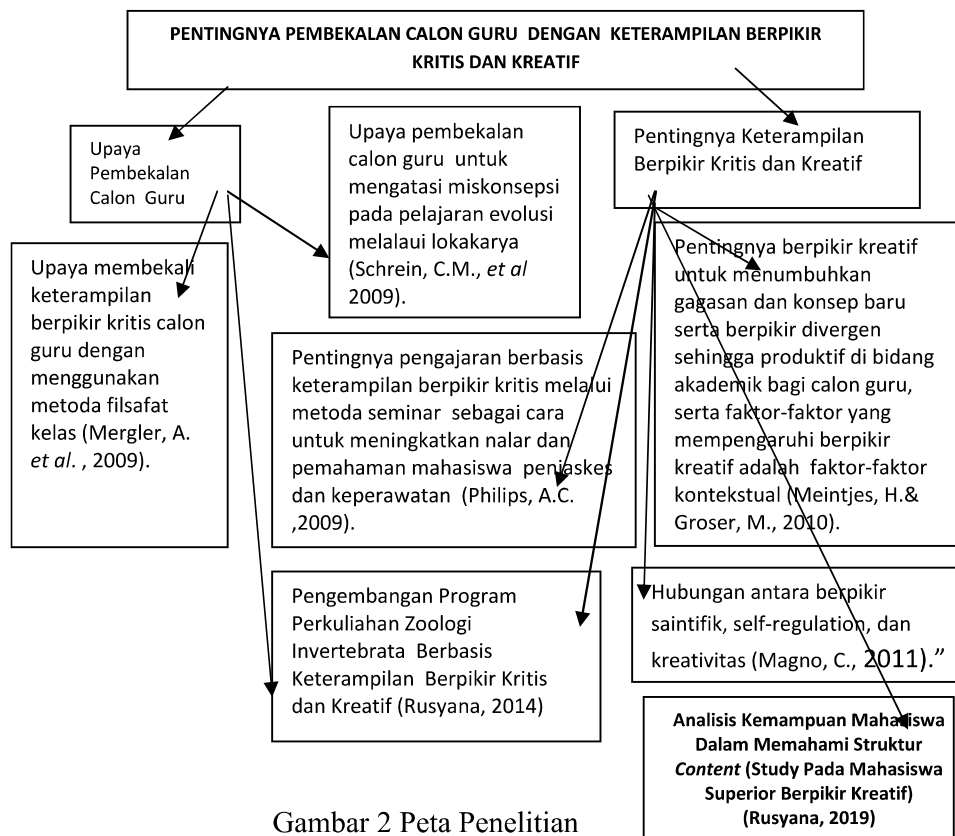 PENTINGNYA PEMBEKALAN CALON GURU DENGAN KETERAMPILAN BERPIKIR
KRITIS DAN KREATIF
Upaya
Pembekalan
Calon Guru
Upaya pembekalan
calon guru untuk
mengatasi miskonsepsi
pada pelajaran evolusi
melalaui lokakarya
(Schrein, C.M., et al
2009).
Pentingnya Keterampilan
Berpikir Kritis dan Kreatif
Upaya membekali
keterampilan
berpikir kritis calon
guru dengan
menggunakan
metoda filsafat
kelas (Mergler, A.
et al. , 2009).
Pentingnya pengajaran berbasis
keterampilan berpikir kritis melalui
metoda seminar sebagai cara
untuk meningkatkan nalar dan
pemahaman mahasiswa penjaskes
dan keperawatan (Philips, A.C.
,2009).
Pentingnya berpikir kreatif
untuk menumbuhkan
gagasan dan konsep baru
serta berpikir divergen
sehingga produktif di bidang
akademik bagi calon guru,
serta faktor-faktor yang
mempengaruhi berpikir
kreatif adalah faktor-faktor
kontekstual (Meintjes, H.&
Groser, M., 2010).
Pengembangan Program
Perkuliahan Zoologi
Invertebrata Berbasis
Keterampilan Berpikir Kritis
dan Kreatif (Rusyana, 2014)
Hubungan antara berpikir
saintifik, self-regulation, dan
kreativitas (Magno, C., 2011).”
Analisis Kemampuan Mahasiswa
Dalam Memahami Struktur
Content (Study Pada Mahasiswa
Superior Berpikir Kreatif)
(Rusyana, 2019)
Gambar 2 Peta Penelitian